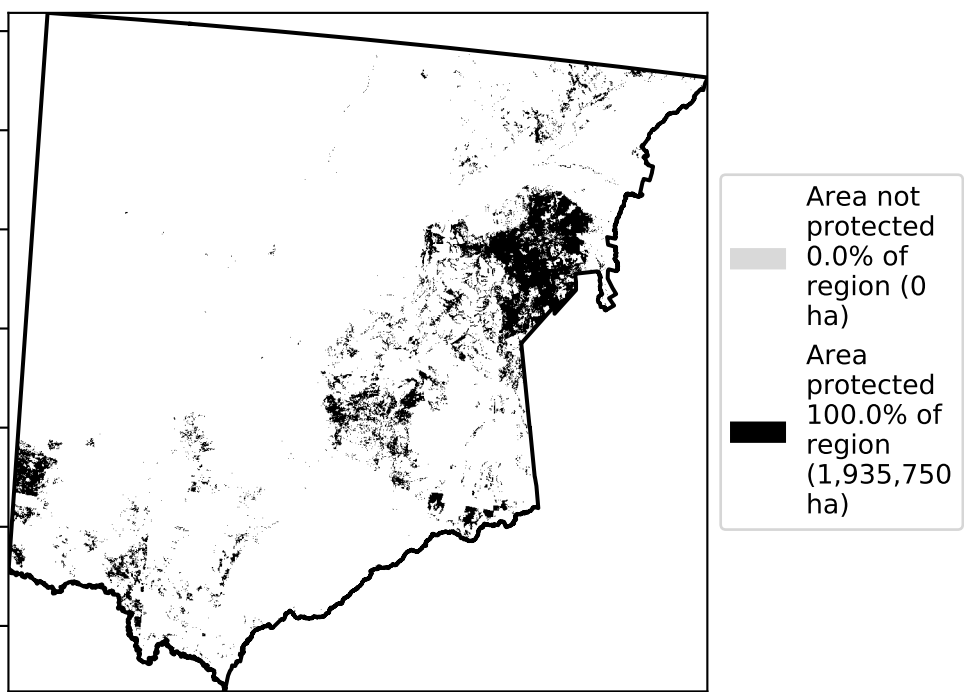 Area not
protected
0.0% of
region (0
ha)
Area
protected
100.0% of
region
(1,935,750
ha)